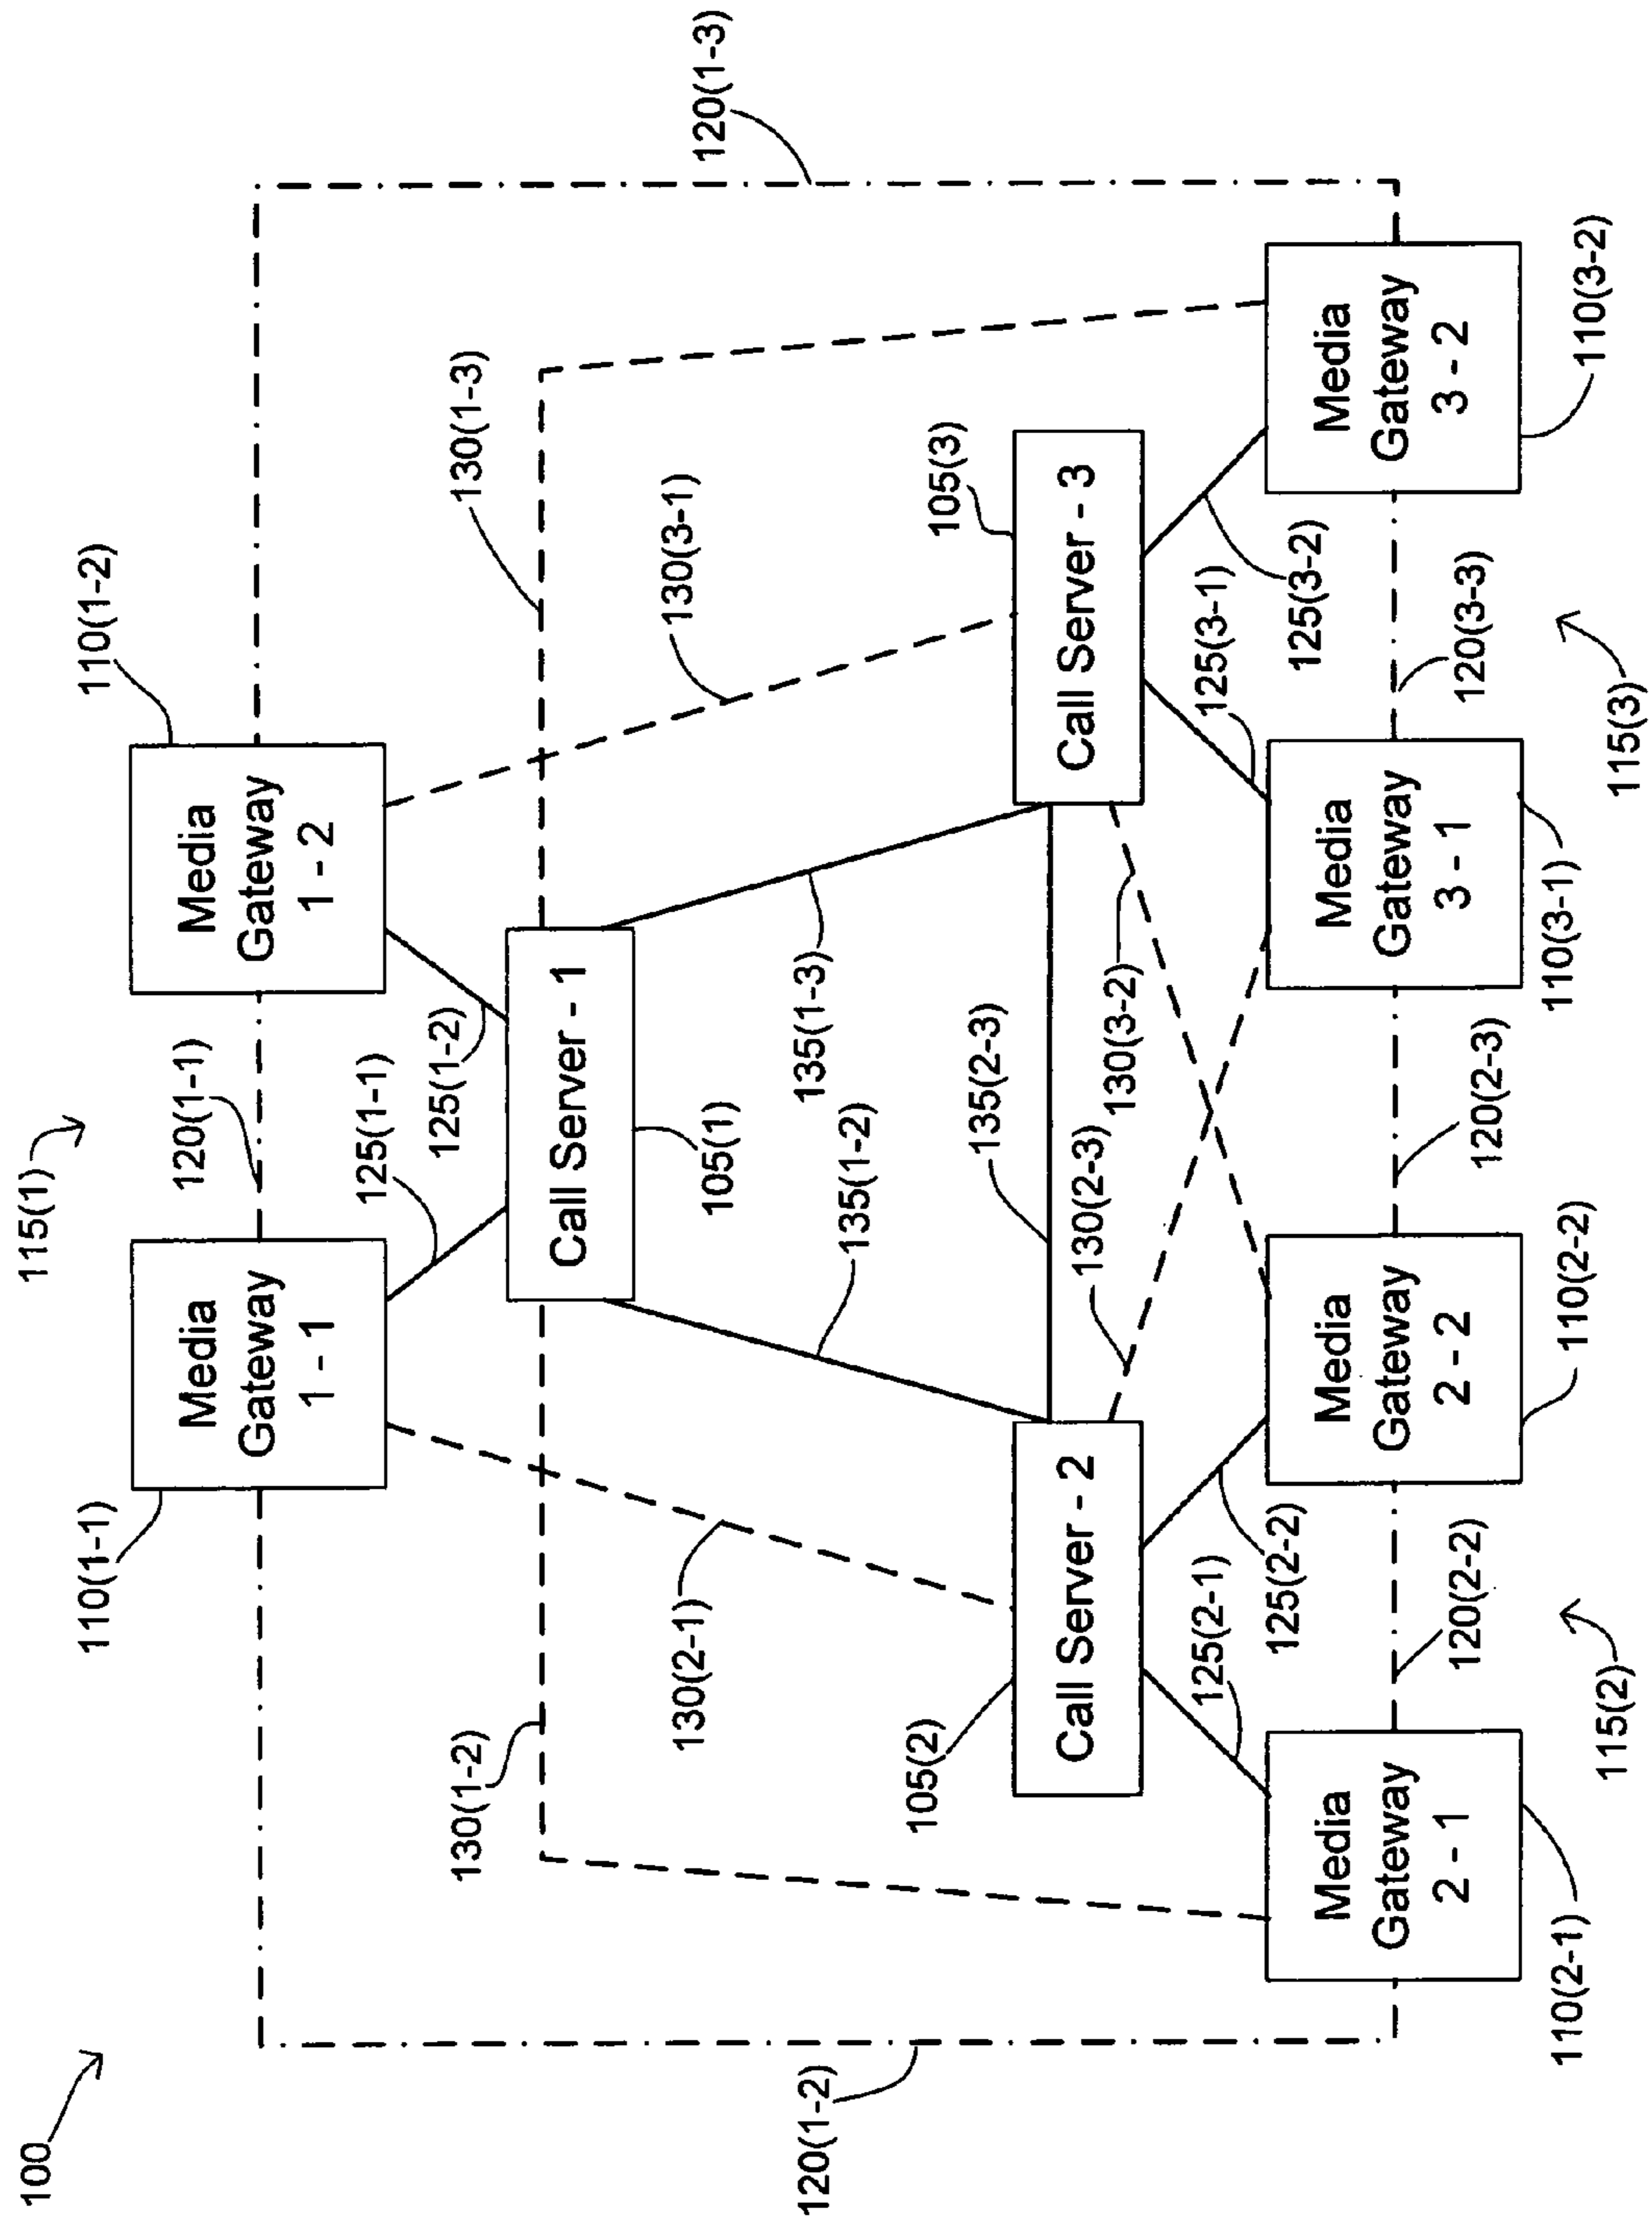 100
115(1)
110(1-1)
110(1-2)
Media
Gateway
1 - 1
120(1-1)
Media
Gateway
1 - 2
125(1-1)
125(1-2)
130(1-2)
130(1-3)
Call Server - 1
105(1)
130(2-1)
130(3-1)
120(1-2)
135(1-2)
135(1-3)
120(1-3)
105(2)
135(2-3)
105(3)
Call Server - 2
130(2-3)
130(3-2)
Call Server - 3
125(2-1)
125(2-2)
125(3-1)
125(3-2)
Media
Gateway
2 - 1
Media
Gateway
2 - 2
Media
Gateway
3 - 1
Media
Gateway
3 - 2
120(2-2)
120(2-3)
120(3-3)
110(2-1)
110(2-2)
110(3-1)
110(3-2)
115(2)
115(3)